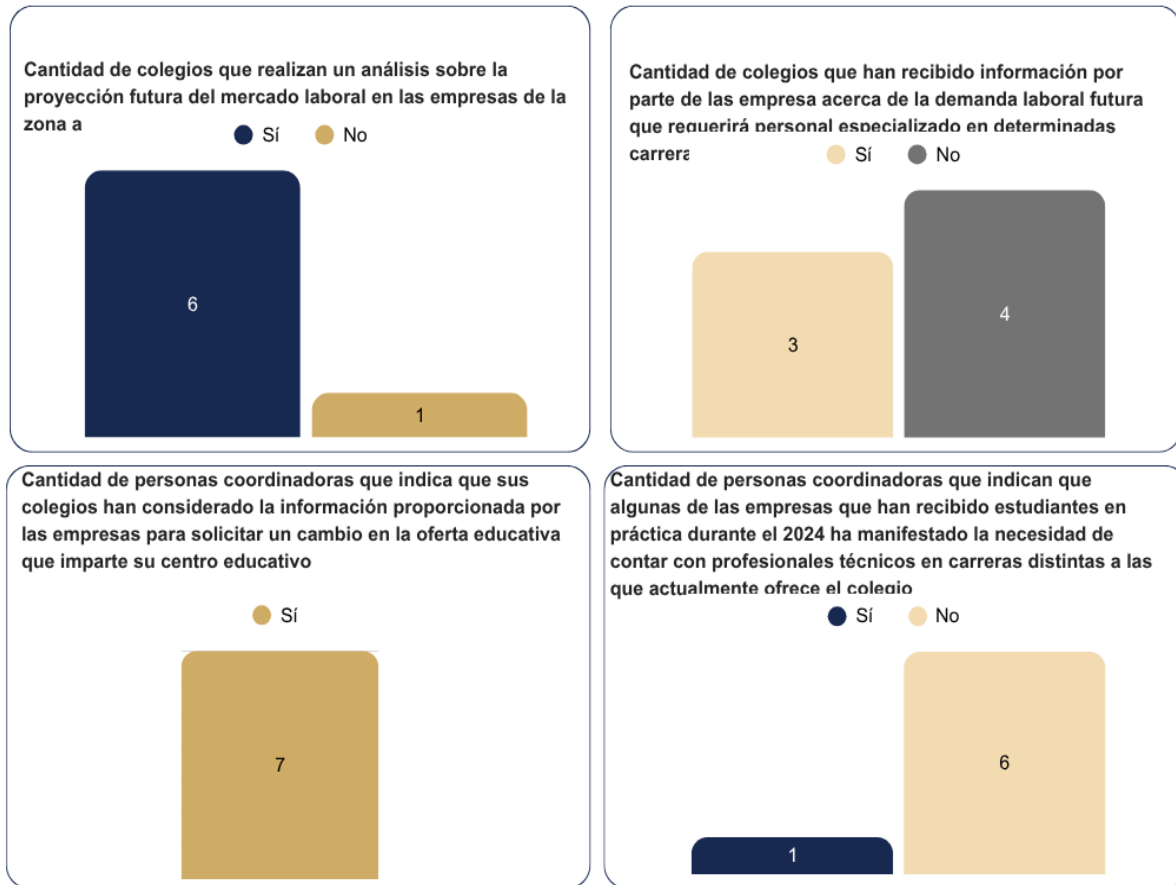 Cantidad de colegios que realizan un análisis sobre la
proyección futura del mercado laboral en las empresas de la
zona a
Sí No
6
1
Cantidad de colegios que han recibido información por
parte de las empresa acerca de la demanda laboral futura
que requerirá personal especializado en determinadas
carrera
Sí No
3
4
Cantidad de personas coordinadoras que indica que sus
colegios han considerado la información proporcionada por
las empresas para solicitar un cambio en la oferta educativa
que imparte su centro educativo
Sí
7
Cantidad de personas coordinadoras que indican que
algunas de las empresas que han recibido estudiantes en
práctica durante el 2024 ha manifestado la necesidad de
contar con profesionales técnicos en carreras distintas a las
que actualmente ofrece el colegio
Sí No
1
6